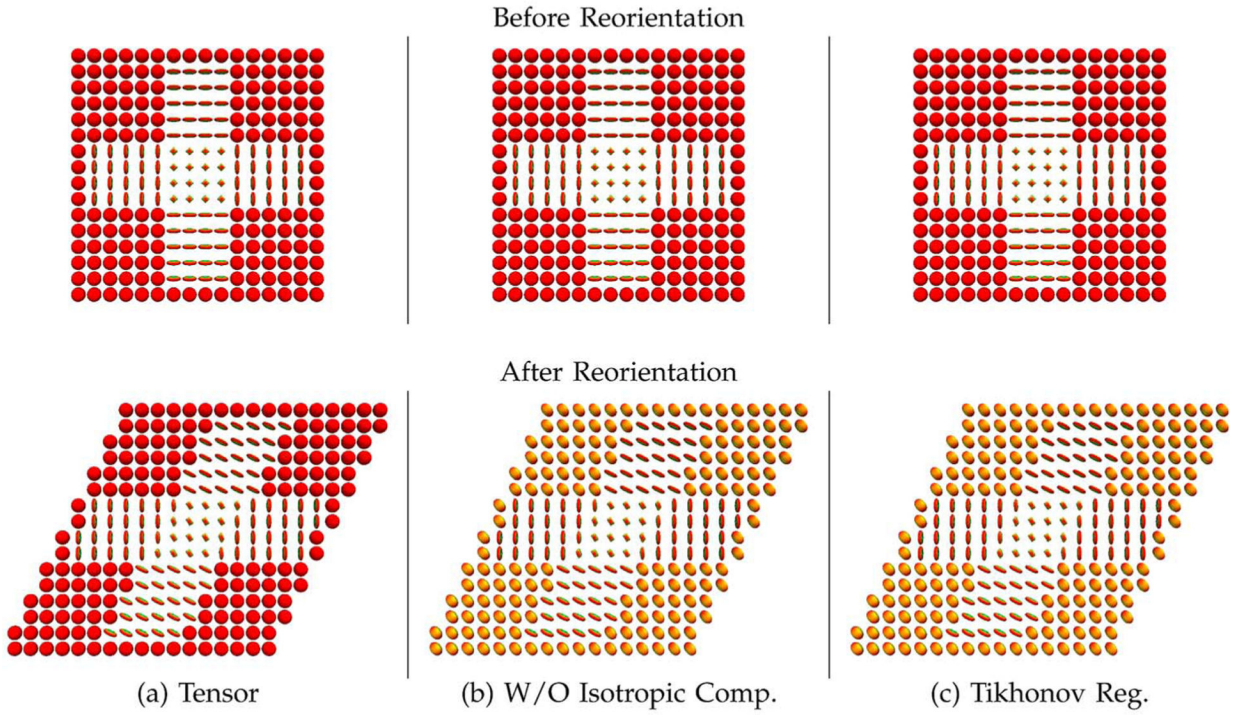 Before Reorientation
After Reorientation
(a) Tensor
(b) W/O Isotropic Comp.
(c) Tikhonov Reg.